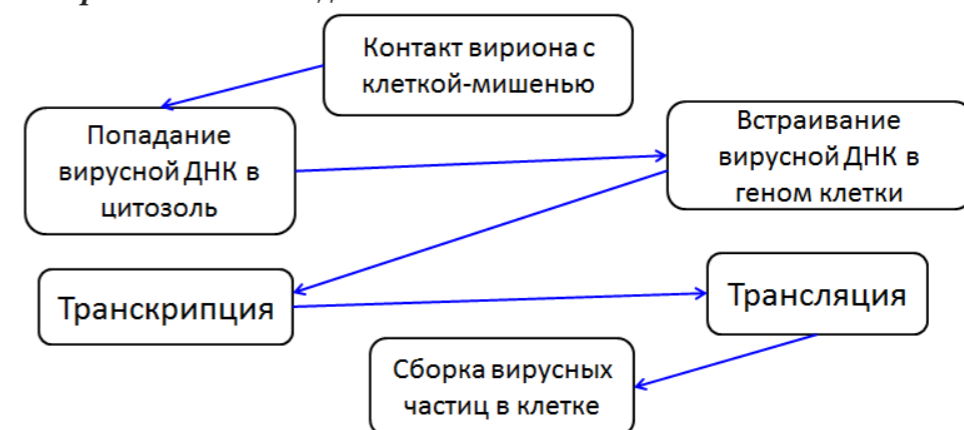 Контакт вириона с
клеткой-мишенью
Попадание
вирусной ДНК в
цитозоль
Встраивание
вирусной ДНК в
геном клетки
Транскрипция
Трансляция
Сборка вирусных
частиц в клетке